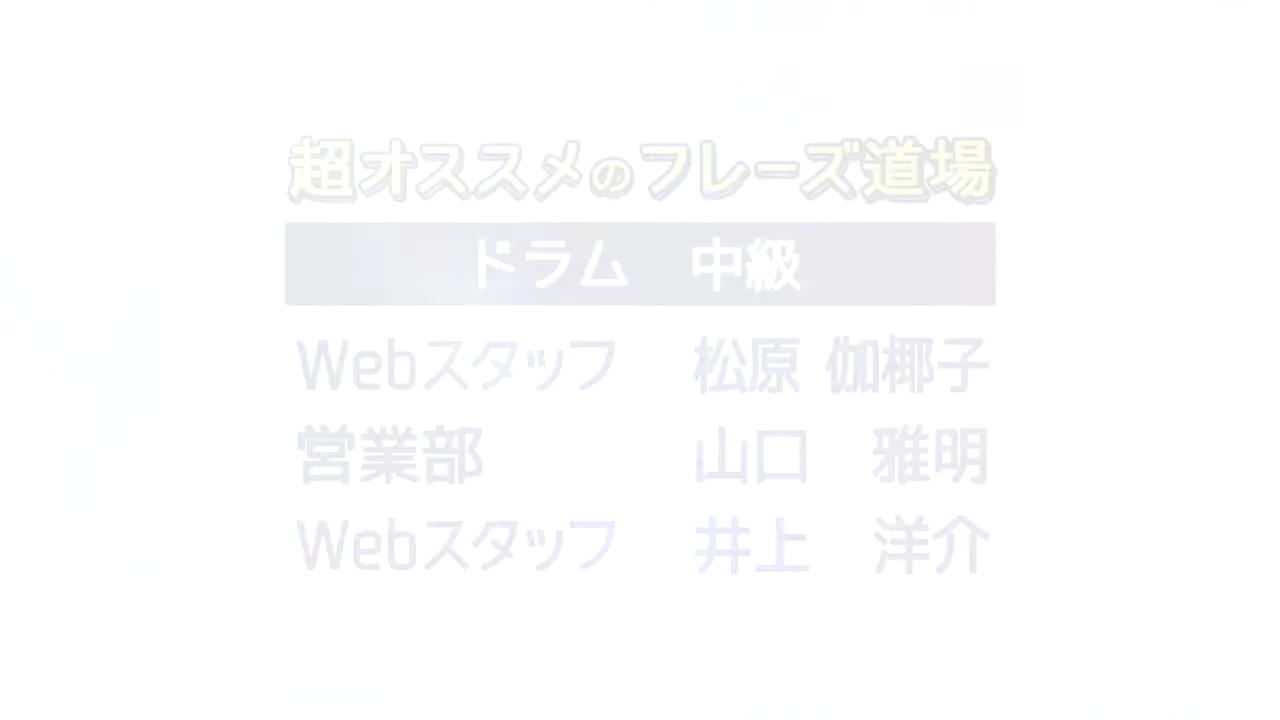 超オススメのフレーズ道場
ドラム　中級
Webスタッフ　松原 伽椰子
営業部　山口　雅明
Webスタッフ　井上　洋介